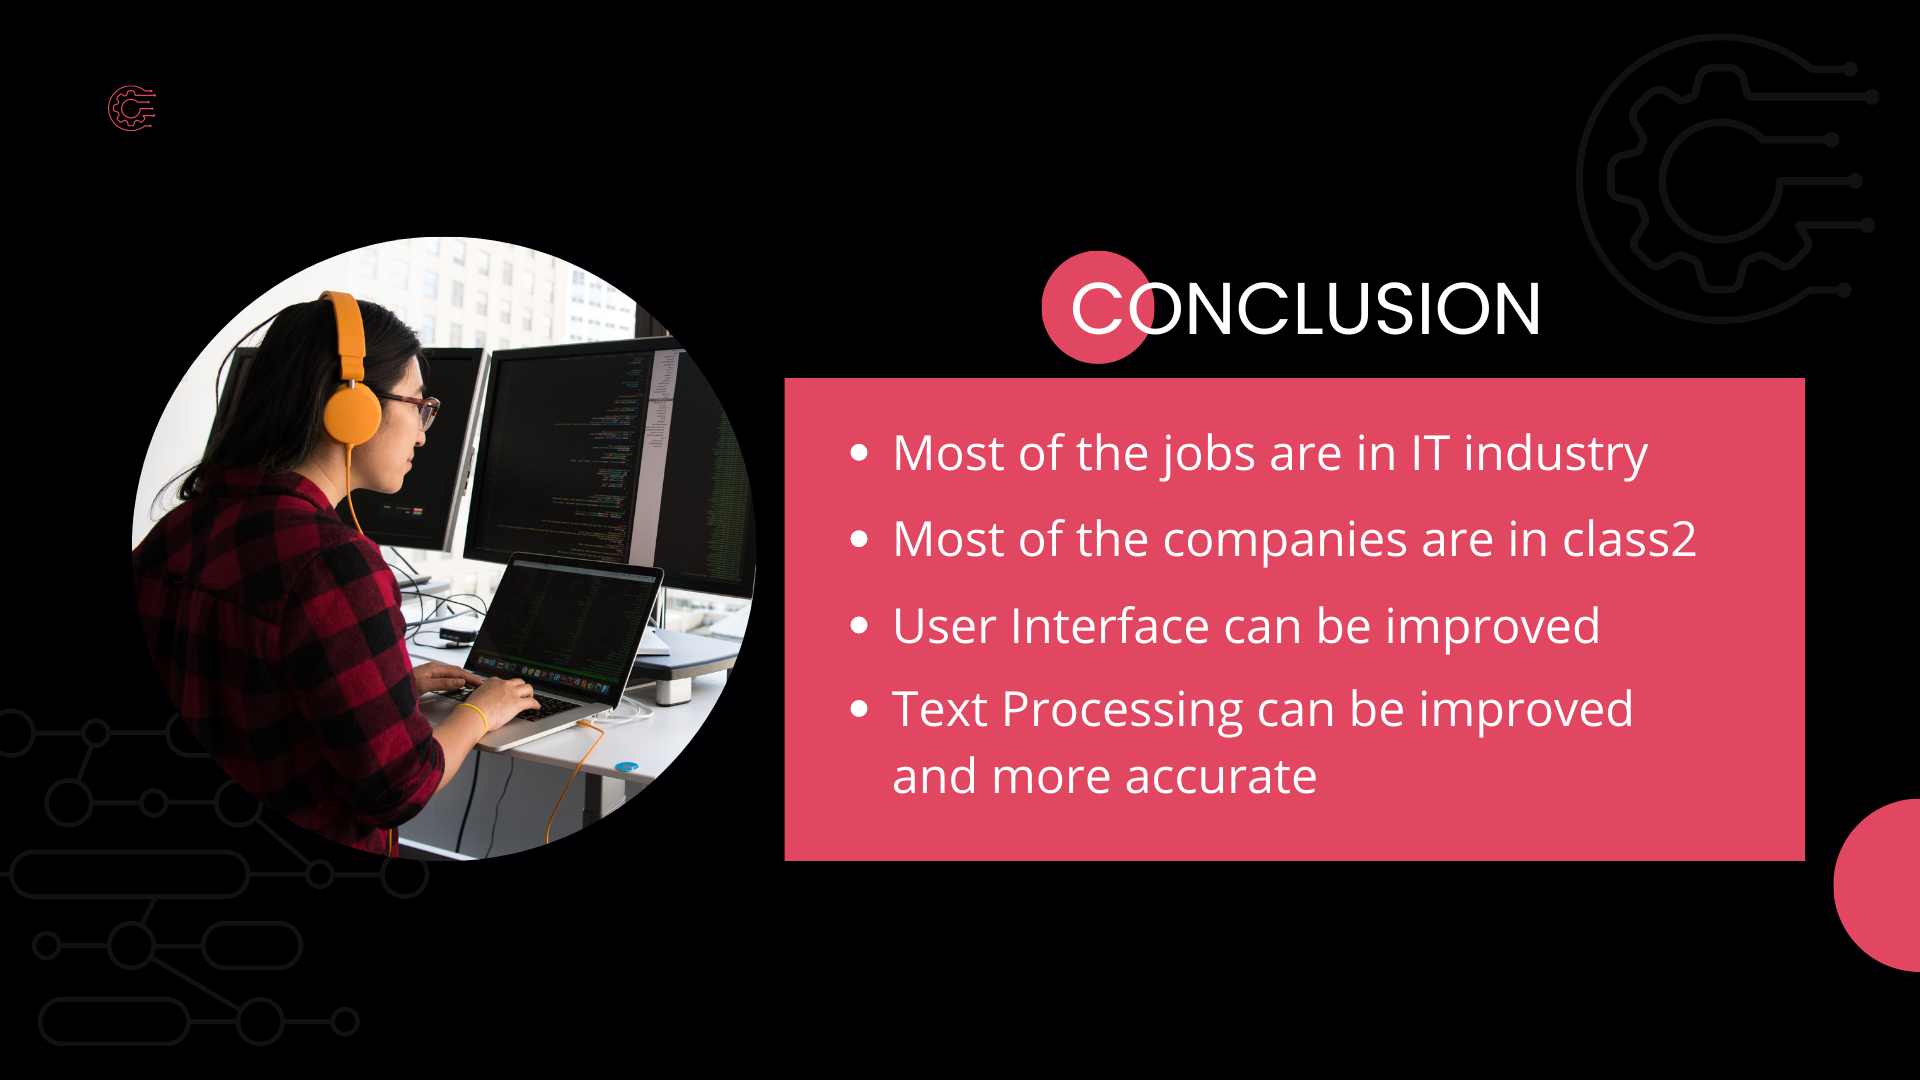 CONCLUSION
• Most of the jobs are in IT industry
• Most of the companies are in class2
• User Interface can be improved
• Text Processing can be improved
and more accurate